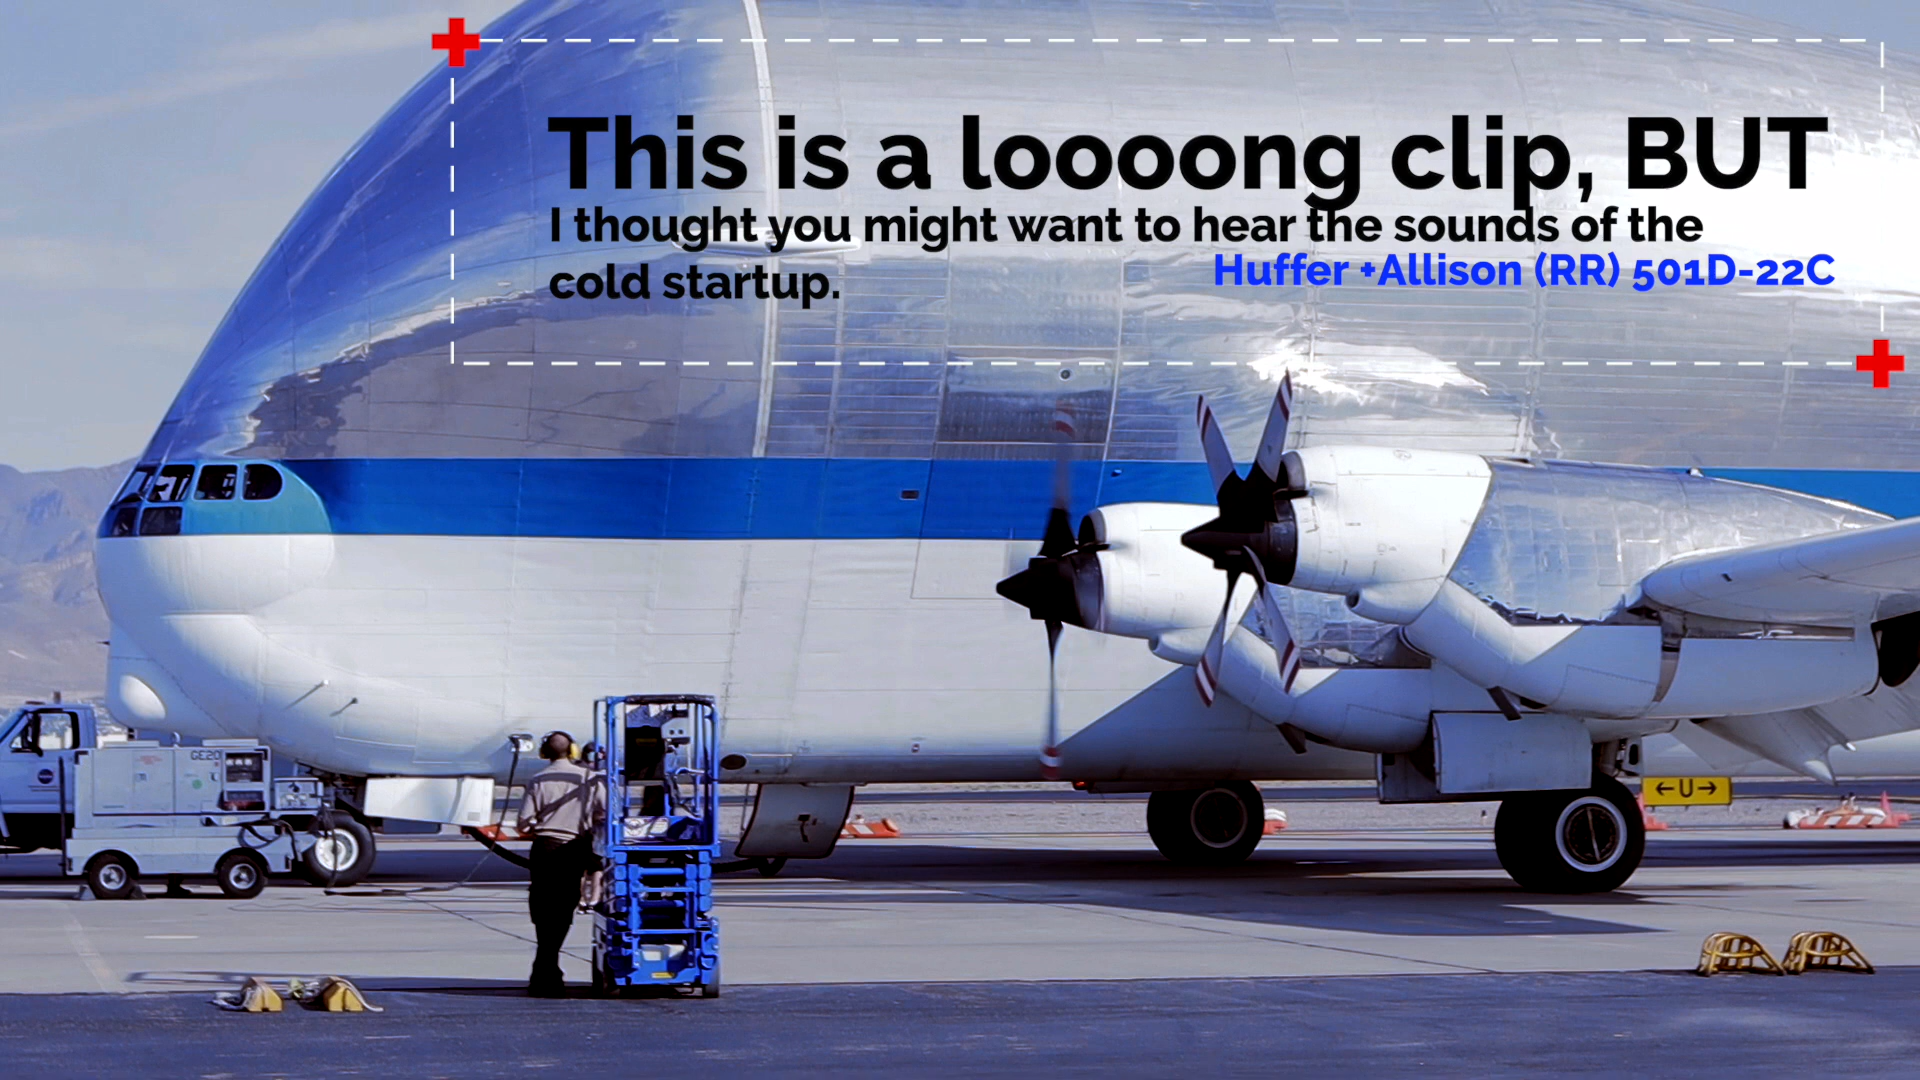 This is a loooong clip, BUT
I thought you might want to hear the sounds of the
cold startup.
Huffer +Allison (RR) 501D-22C
GE20
←U→